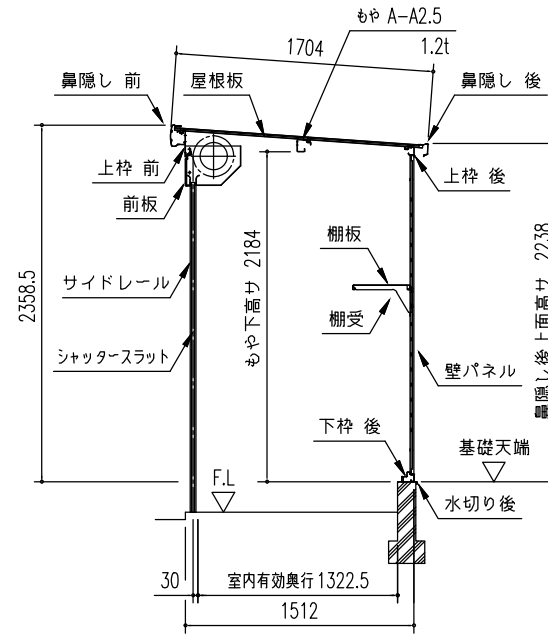 もや A-A2.5
1704
1.2t
鼻隠し 前
屋根板
鼻隠し 後
上枠 前
上枠 後
前板
棚板
サイドレール
棚受
シャッタースラット
壁パネル
2358.5
もや下高サ 2184
鼻隠し後上面高サ 2238
下枠 後
基礎天端
F.L
水切り後
30
室内有効奥行1322.5
1512